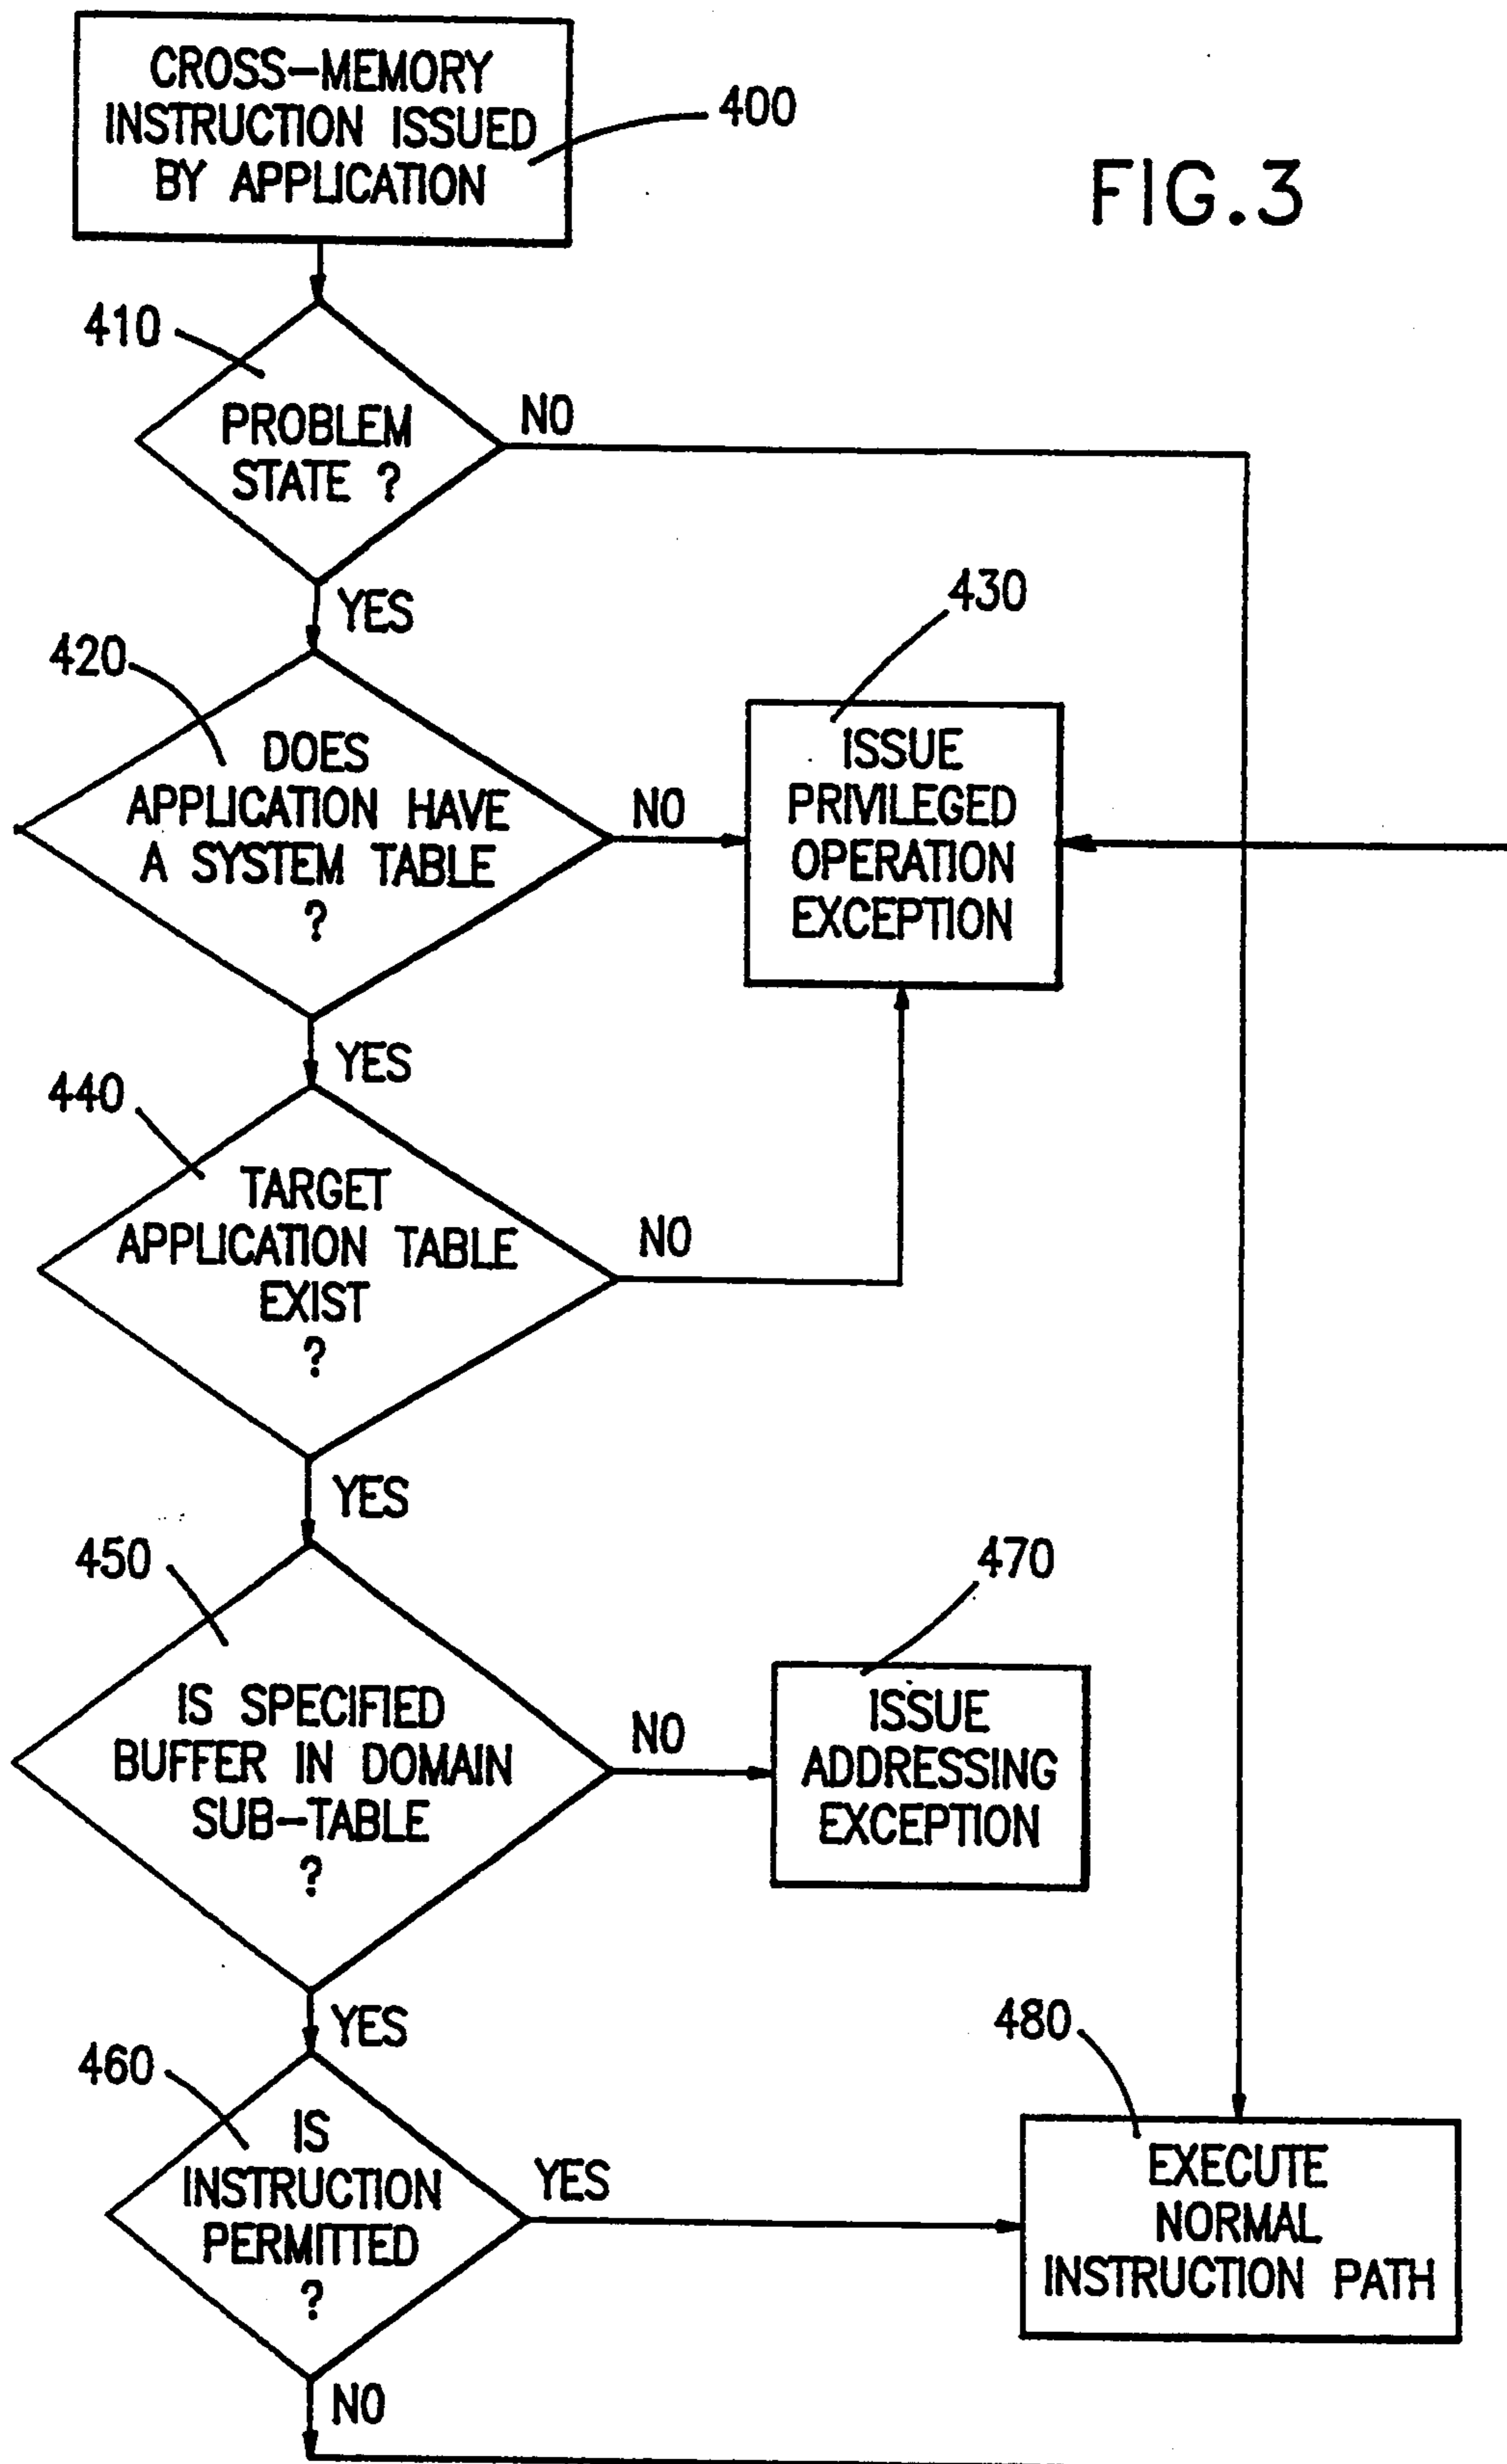 CROSS-MEMORY
INSTRUCTION ISSUED
BY APPLICATION
400
FIG.3
410
PROBLEM
STATE ?
NO
YES
420
DOES
APPLICATION HAVE
A SYSTEM TABLE
?
NO
430
ISSUE
PRIVILEGED
OPERATION
EXCEPTION
YES
440
TARGET
APPLICATION TABLE
EXIST
?
NO
YES
450
IS SPECIFIED
BUFFER IN DOMAIN
SUB-TABLE
?
NO
470
ISSUE
ADDRESSING
EXCEPTION
YES
460
IS
INSTRUCTION
PERMITTED
?
YES
480
EXECUTE
NORMAL
INSTRUCTION PATH
NO